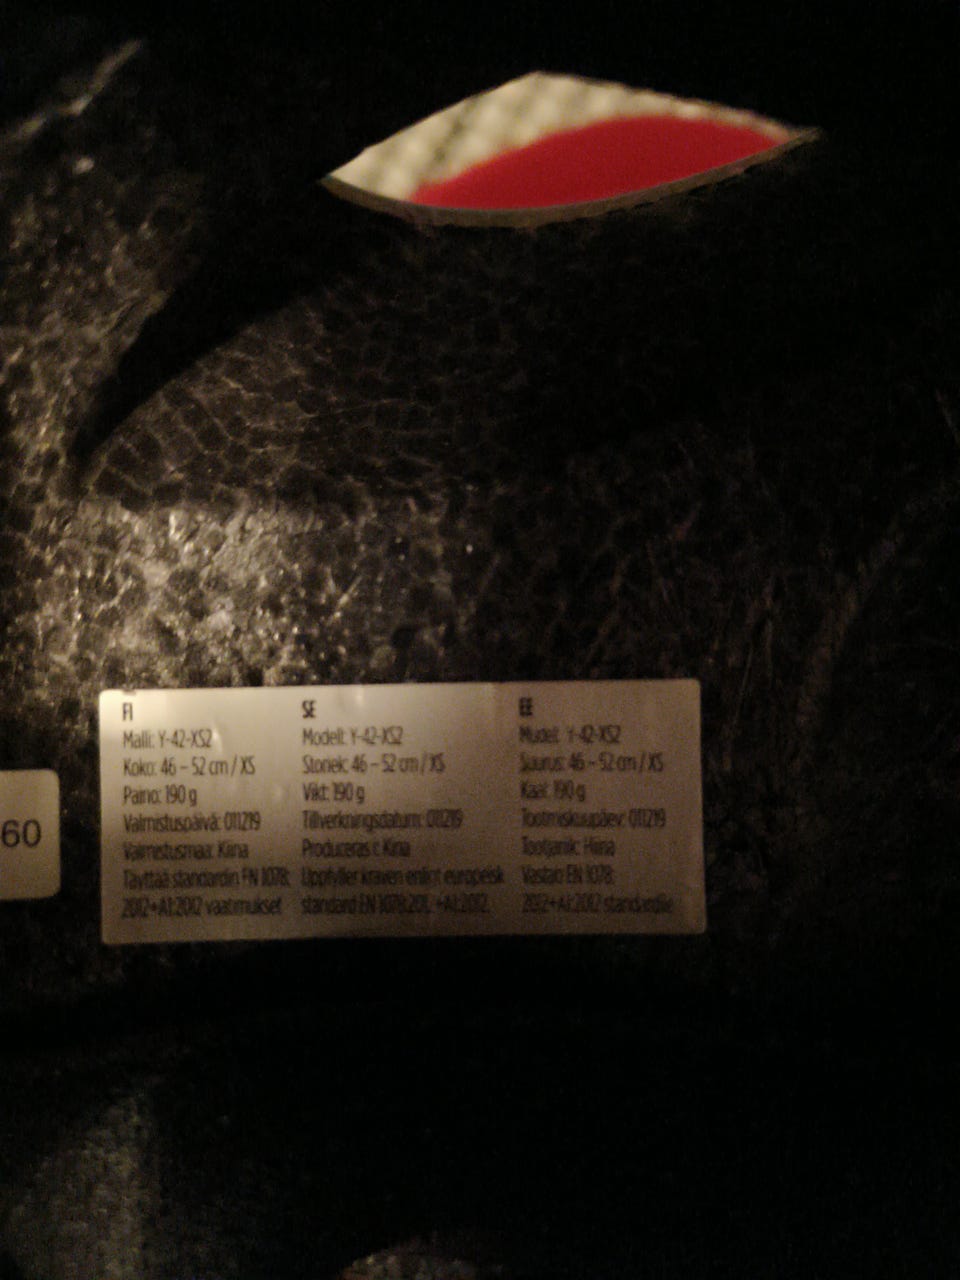 60
FI
Malli: Y-42-XS2
Koko: 46 – 52 cm / XS
Paino: 190 g
Valmistuspäivä: 011219
Valmistusmaa: Kiina
Täyttää standardin EN 1078:
2012+A1:2012 vaatimukset
SE
Modell: Y-42-XS2
Storlek: 46 – 52 cm / XS
Vikt: 190 g
Tillverkningsdatum: 011219
Produceras i: Kina
Uppfyller kraven enligt europeisk
standard EN 1078:2012 +A1:2012
EE
Mudel: Y-42-XS2
Suurus: 46 – 52 cm / XS
Kaal: 190 g
Tootmiskuupäev: 011219
Tootjariik: Hiina
Vastab EN 1078:
2012+A1:2012 standardile